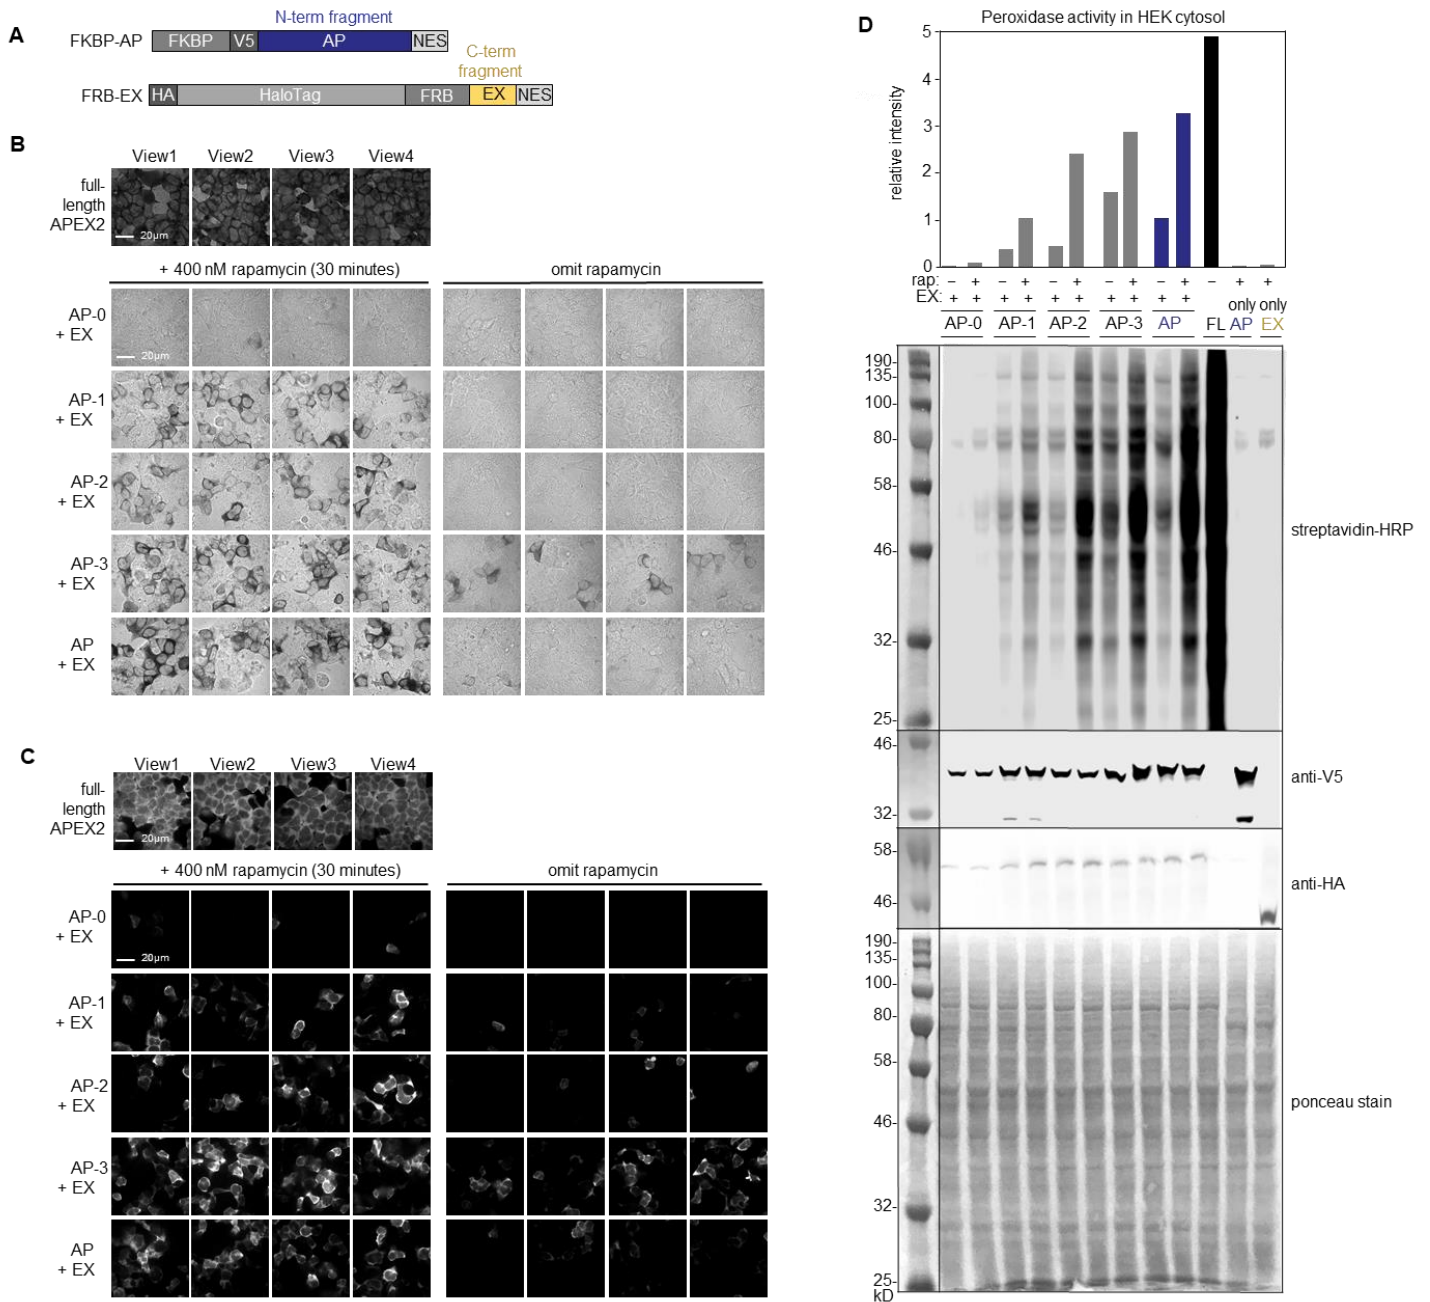 A
N-term fragment
FKBP-AP FKBP V5 AP NES
C-term
fragment
FRB-EX HA HaloTag FRB EX NES
B
View1 View2 View3 View4
full-
length
APEX2
20µm
+ 400 nM rapamycin (30 minutes) omit rapamycin
AP-0
+ EX
20µm
AP-1
+ EX
AP-2
+ EX
AP-3
+ EX
AP
+ EX
C
View1 View2 View3 View4
full-
length
APEX2
20µm
+ 400 nM rapamycin (30 minutes) omit rapamycin
AP-0
+ EX
20µm
AP-1
+ EX
AP-2
+ EX
AP-3
+ EX
AP
+ EX
D
Peroxidase activity in HEK cytosol
relative intensity
5
4
3
2
1
0
rap: − + − + − + − + − + − + +
EX: + + + + + + + + + +
only only
AP-0 AP-1 AP-2 AP-3 AP FL AP EX
190-
135-
100-
80-
58-
46-
32-
25-
streptavidin-HRP
46-
32-
anti-V5
58-
46-
anti-HA
190-
135-
100-
80-
58-
46-
32-
25-
kD
ponceau stain